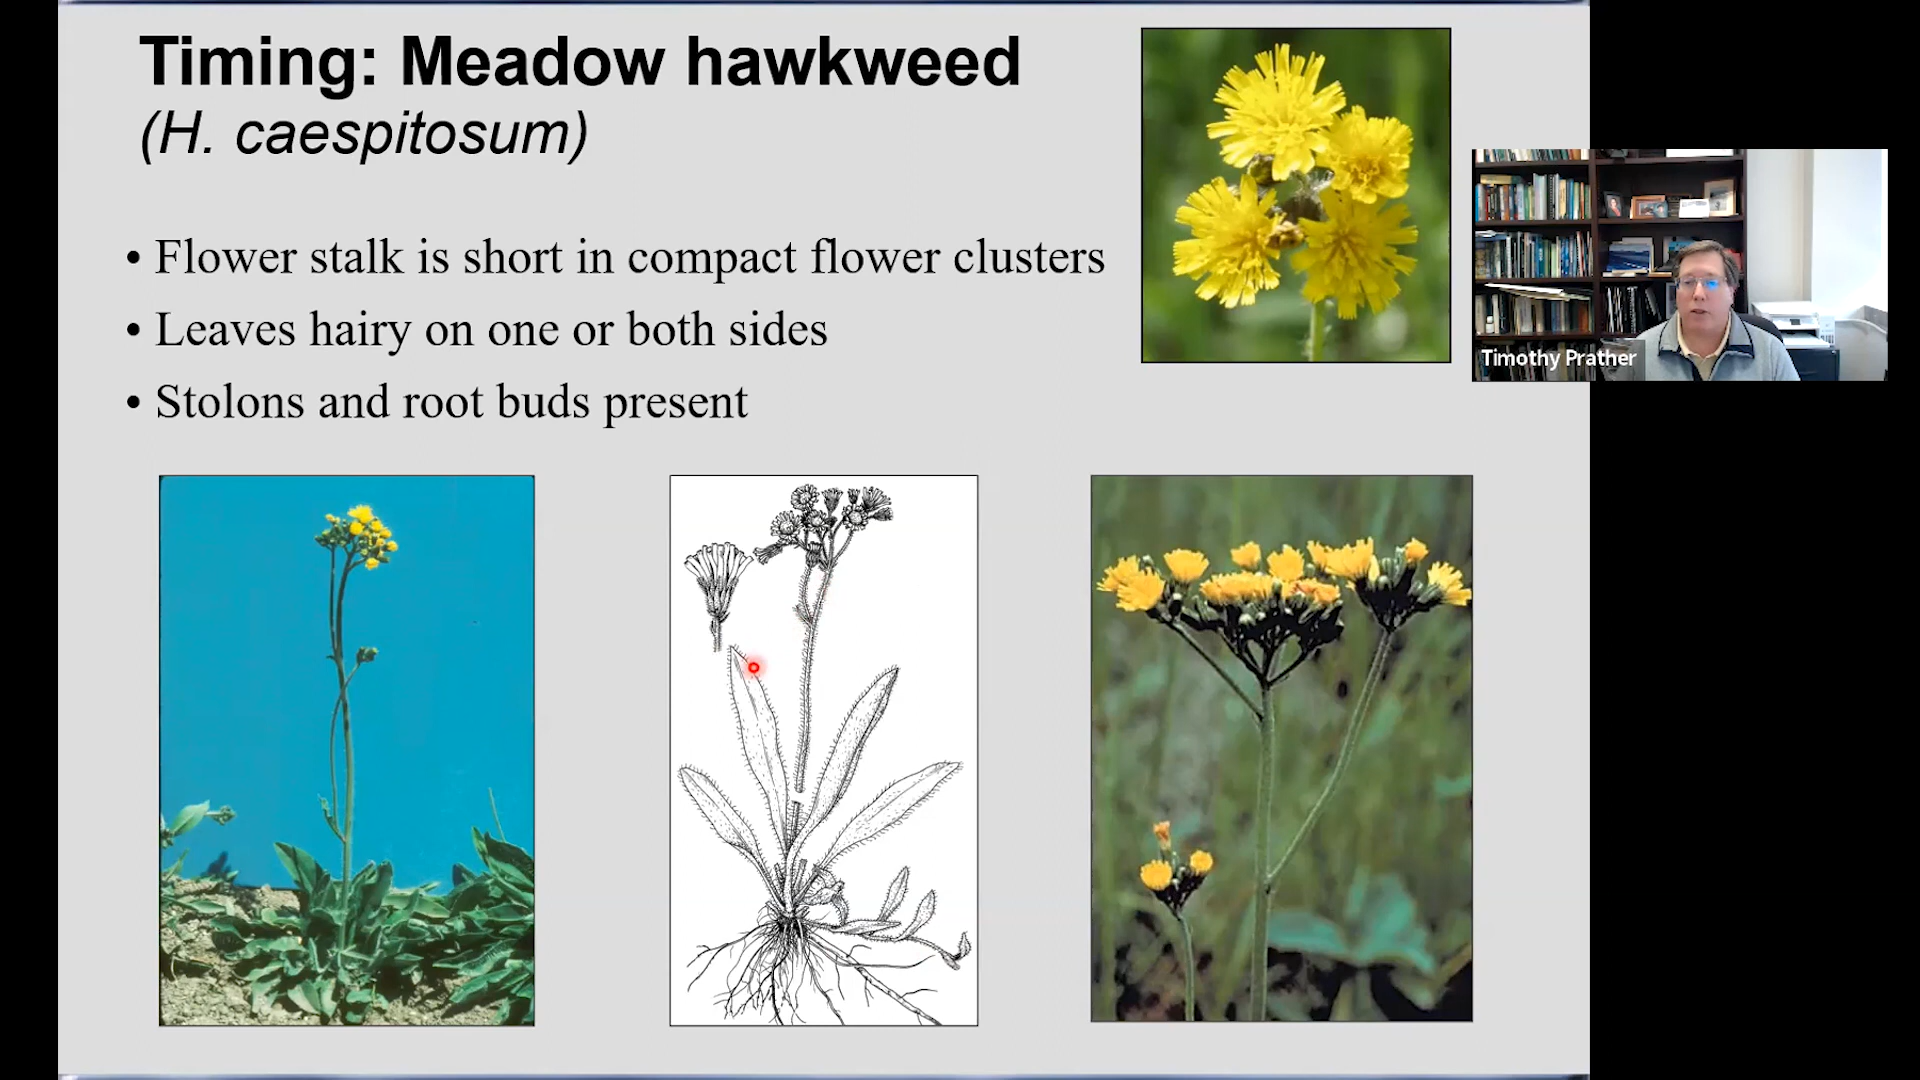 Timing: Meadow hawkweed
(H. caespitosum)
• Flower stalk is short in compact flower clusters
• Leaves hairy on one or both sides
• Stolons and root buds present
Timothy Prather